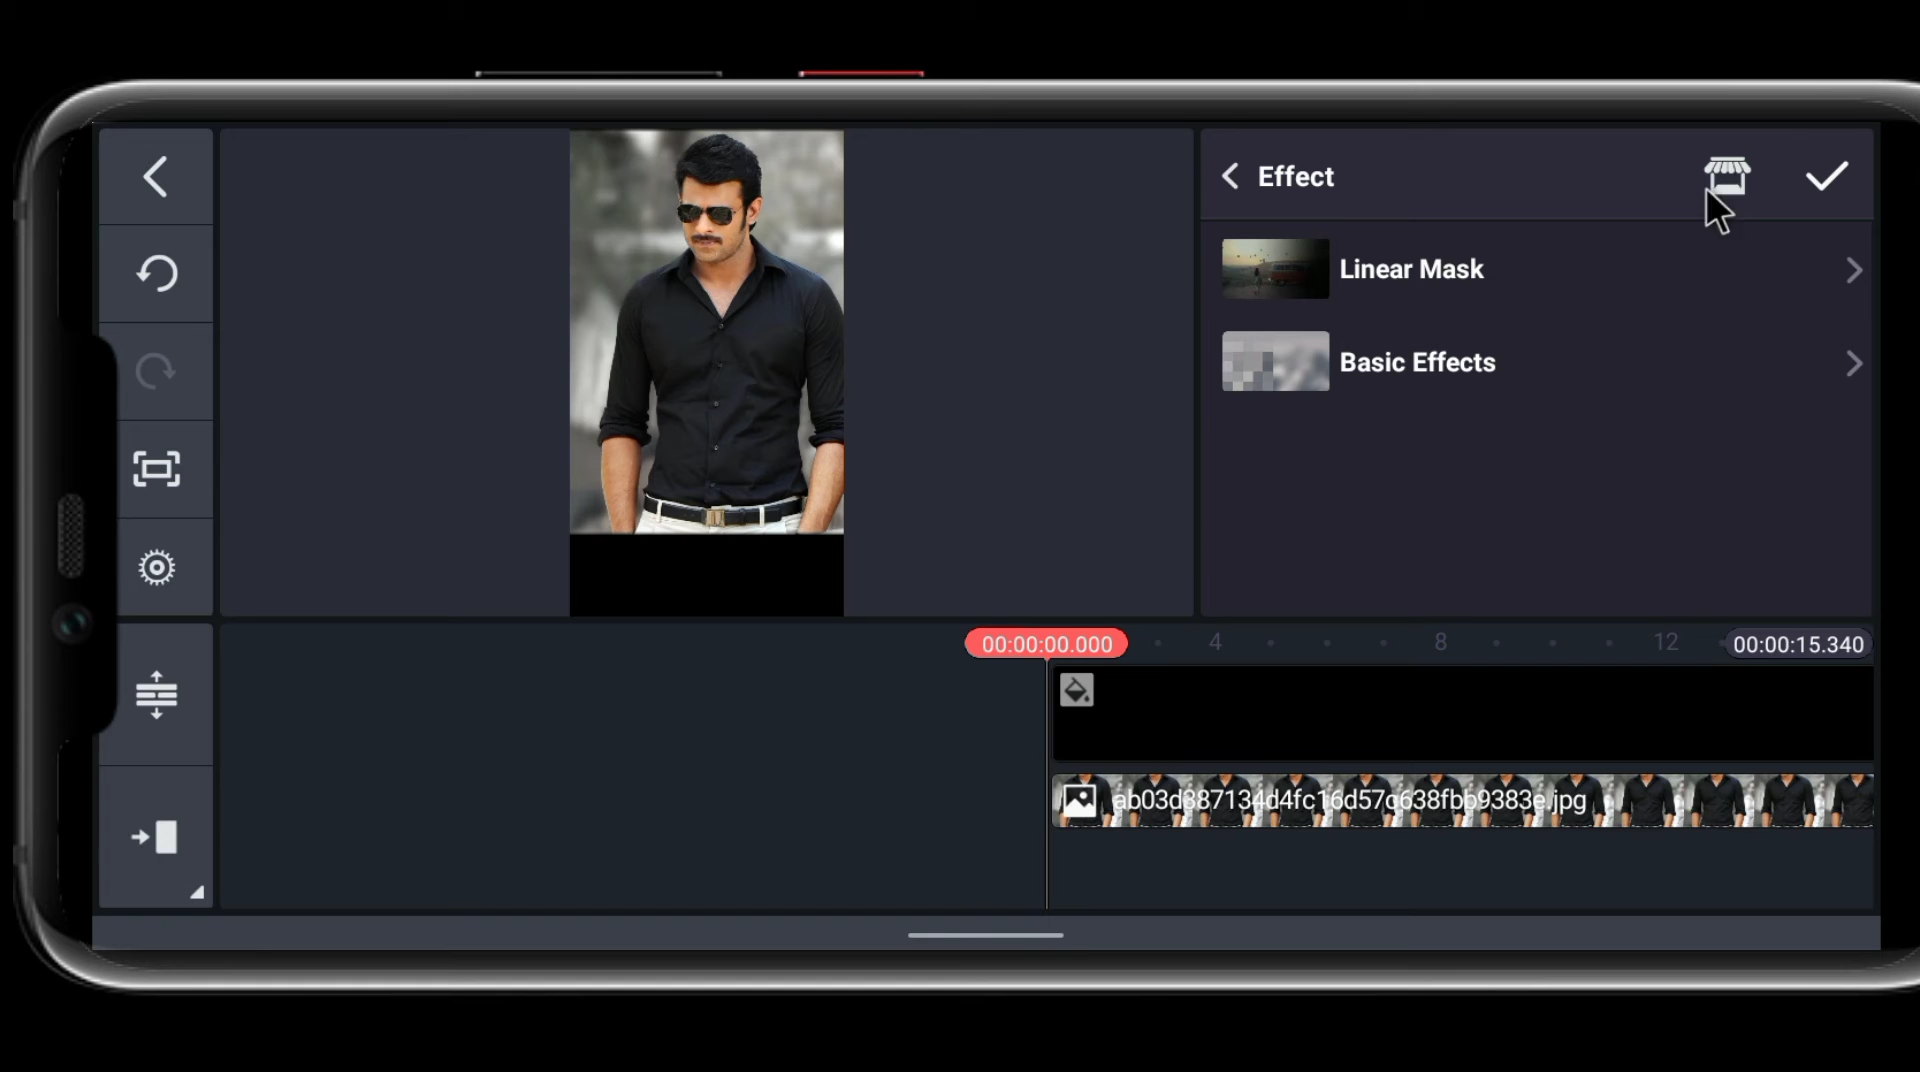 Effect
Linear Mask
Basic Effects
00:00:00.000
4
8
12
00:00:15.340
ab03d387134d4fc16d57c638fbb9383e.jpg